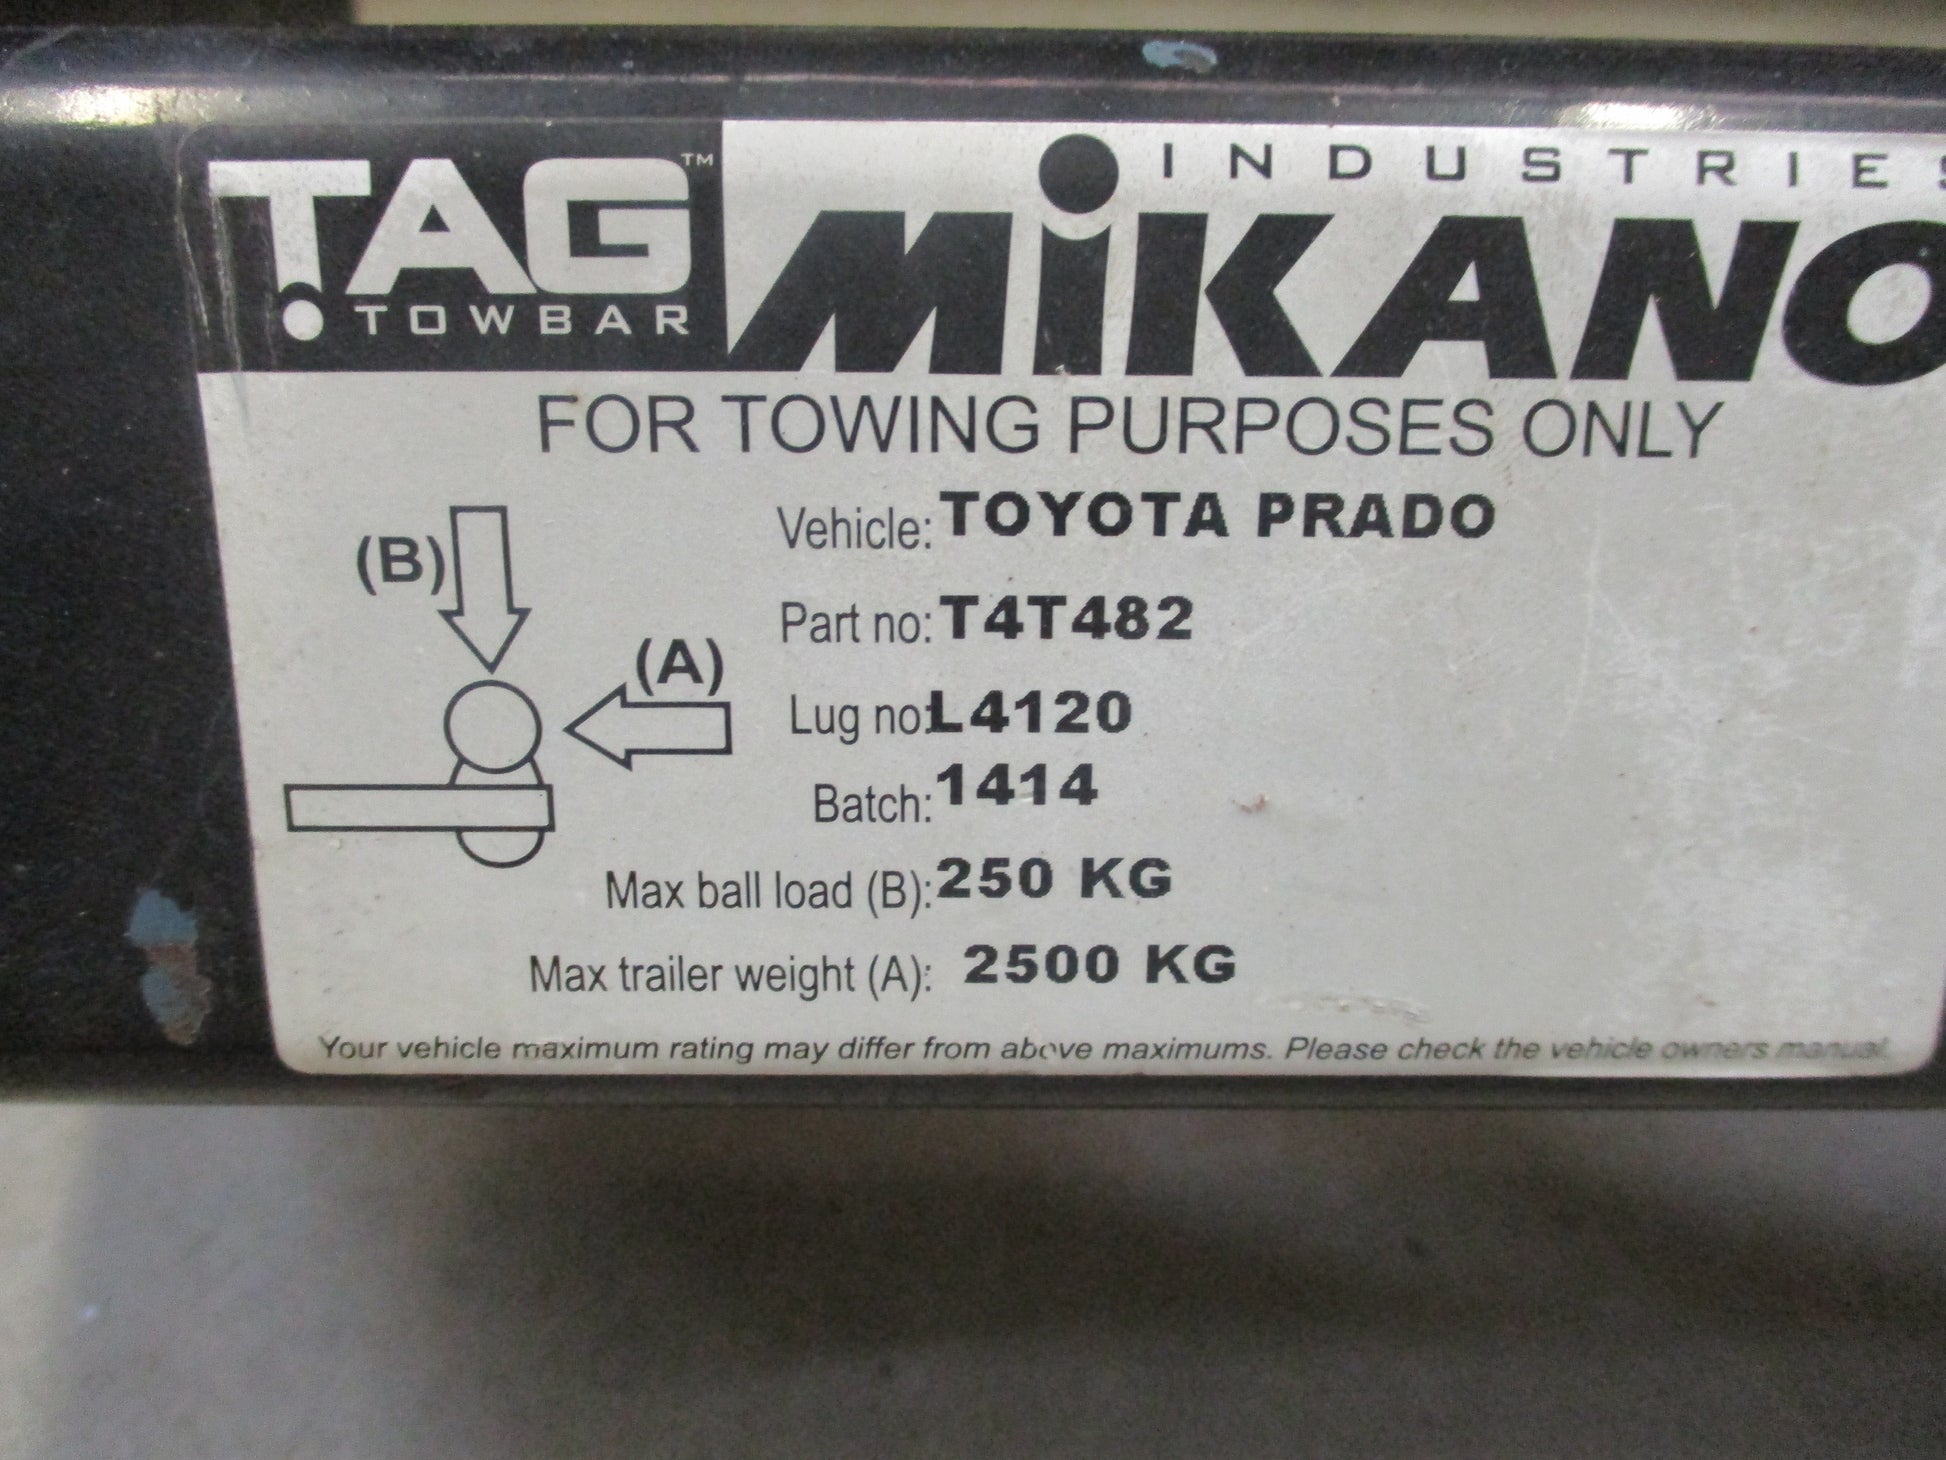 TAG™
TOWBAR
INDUSTRIES
MiKANO
FOR TOWING PURPOSES ONLY
(B)
(A)
Vehicle: TOYOTA PRADO
Part no: T4T482
Lug no: L4120
Batch: 1414
Max ball load (B): 250 KG
Max trailer weight (A): 2500 KG
Your vehicle maximum rating may differ from above maximums. Please check the vehicle owners manual.